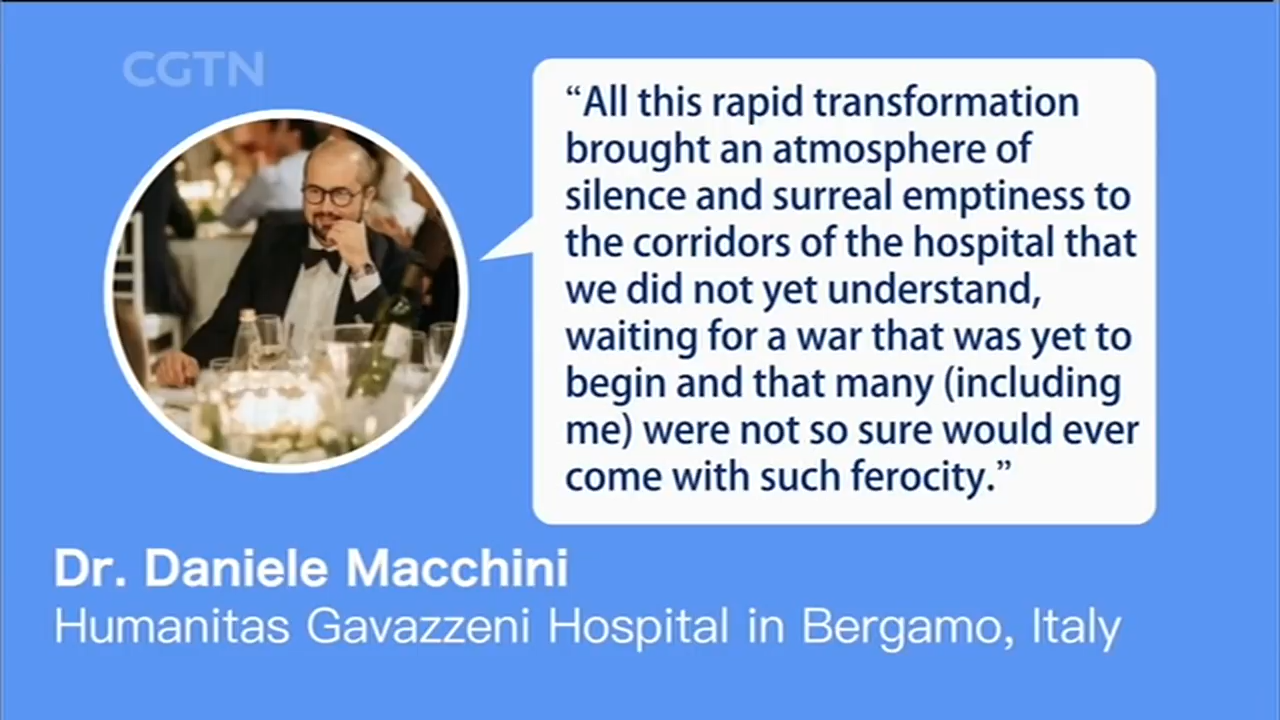 CGTN
“All this rapid transformation
brought an atmosphere of
silence and surreal emptiness to
the corridors of the hospital that
we did not yet understand,
waiting for a war that was yet to
begin and that many (including
me) were not so sure would ever
come with such ferocity.”
Dr. Daniele Macchini
Humanitas Gavazzeni Hospital in Bergamo, Italy